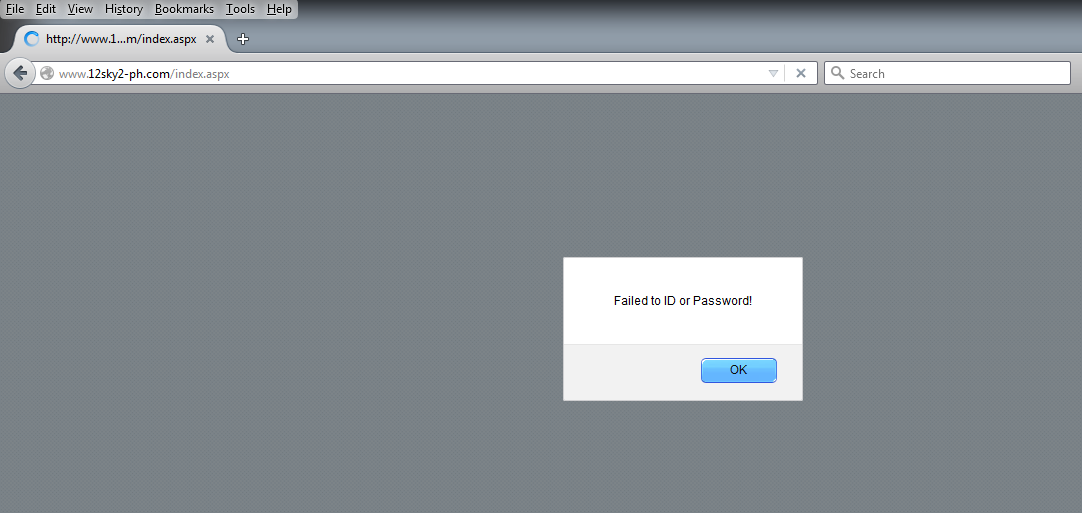 File Edit View History Bookmarks Tools Help
http://www.1...m/index.aspx
www.12sky2-ph.com/index.aspx
Search
Failed to ID or Password!
OK